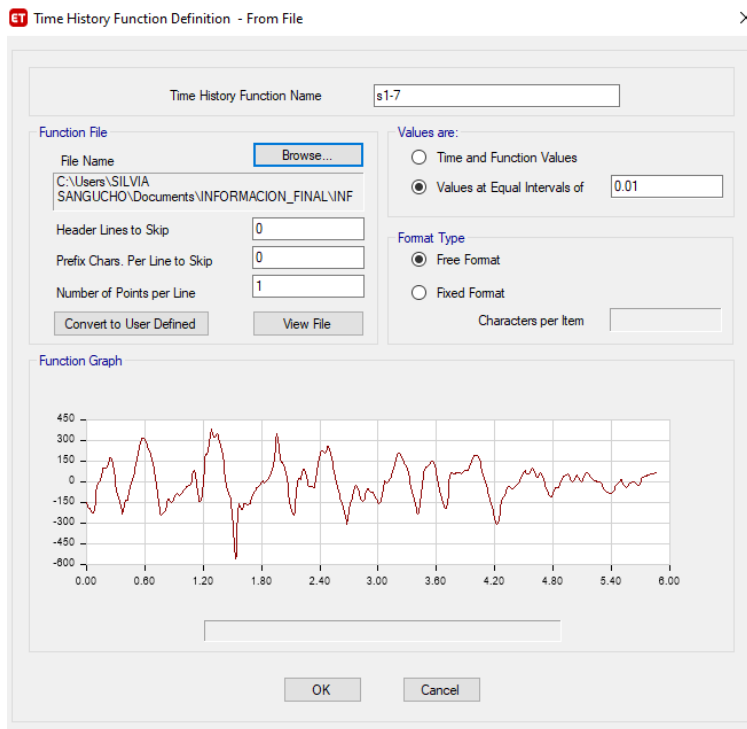 ET Time History Function Definition - From File
Time History Function Name s1-7
Function File
File Name Browse...
C:\Users\SILVIA
SANGUCHO\Documents\INFORMACION_FINAL\INF
Header Lines to Skip 0
Prefix Chars. Per Line to Skip 0
Number of Points per Line 1
Convert to User Defined View File
Values are:
Time and Function Values
Values at Equal Intervals of 0.01
Format Type
Free Format
Fixed Format
Characters per Item
Function Graph
450
300
150
0
-150
-300
-450
-600
0.00 0.60 1.20 1.80 2.40 3.00 3.60 4.20 4.80 5.40 6.00
OK Cancel